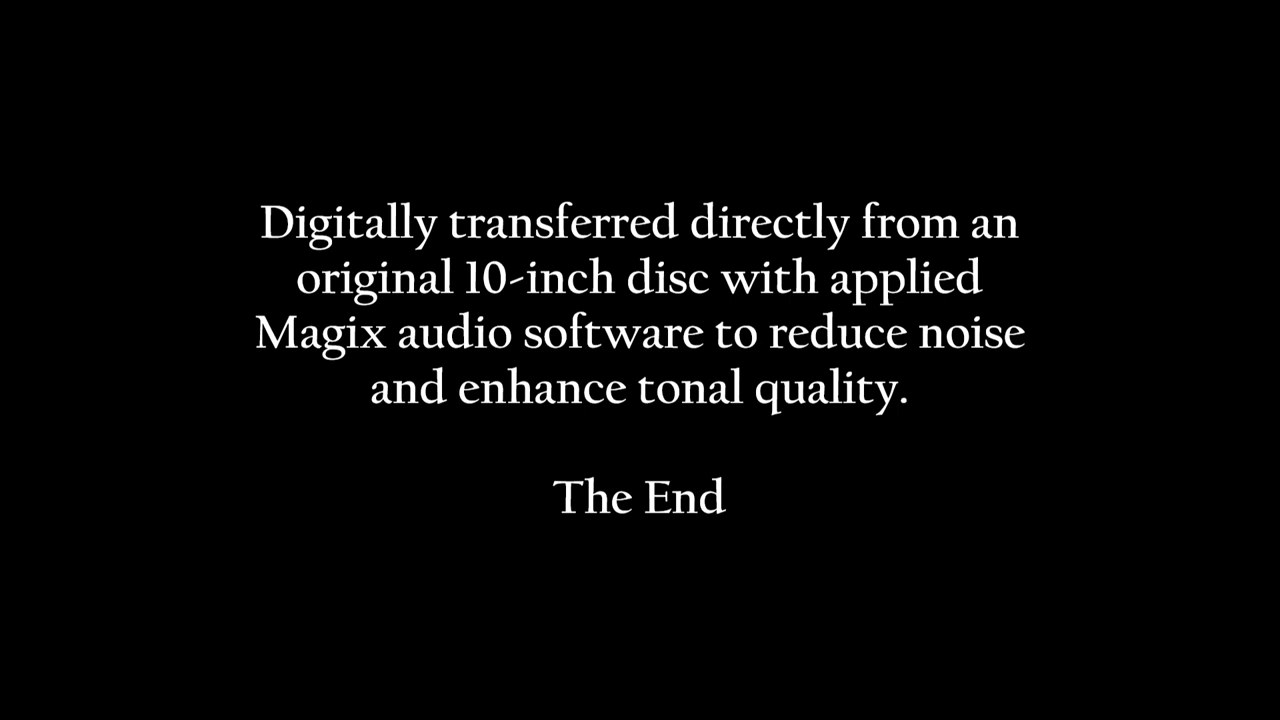 Digitally transferred directly from an
original 10-inch disc with applied
Magix audio software to reduce noise
and enhance tonal quality.
The End